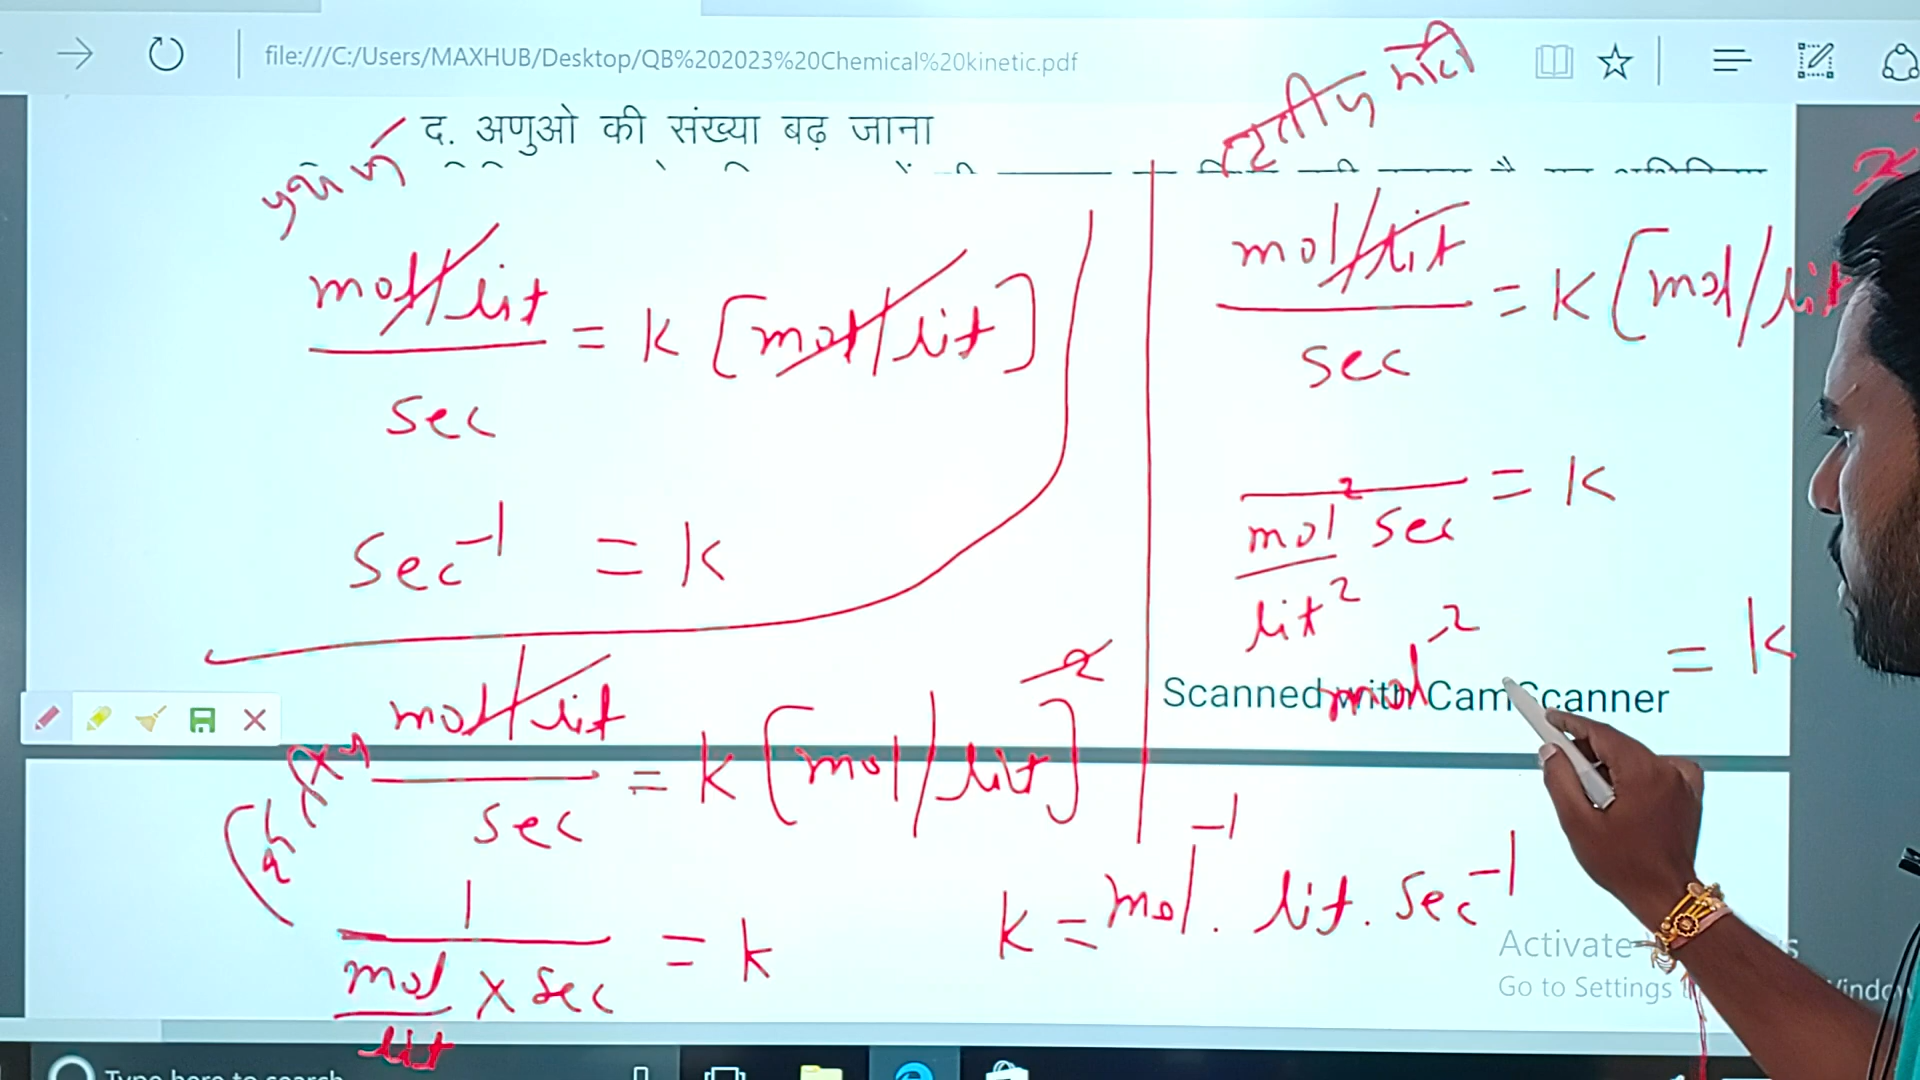 file:///C:/Users/MAXHUB/Desktop/QB%202023%20Chemical%20kinetic.pdf
द. अणुओ की संख्या बढ़ जाना
mol/lit
sec
= k [mol/lit]
sec⁻¹ = k
mol/lit
sec
= k [mol/lit]²
1
mol × sec
lit
= k
mol/lit
sec
= k [mol/lit
mol² sec
lit²
= k
mol⁻² = k
Scanned with CamScanner
k = mol⁻¹. lit. sec⁻¹
Activate
Go to Settings
Type here to search